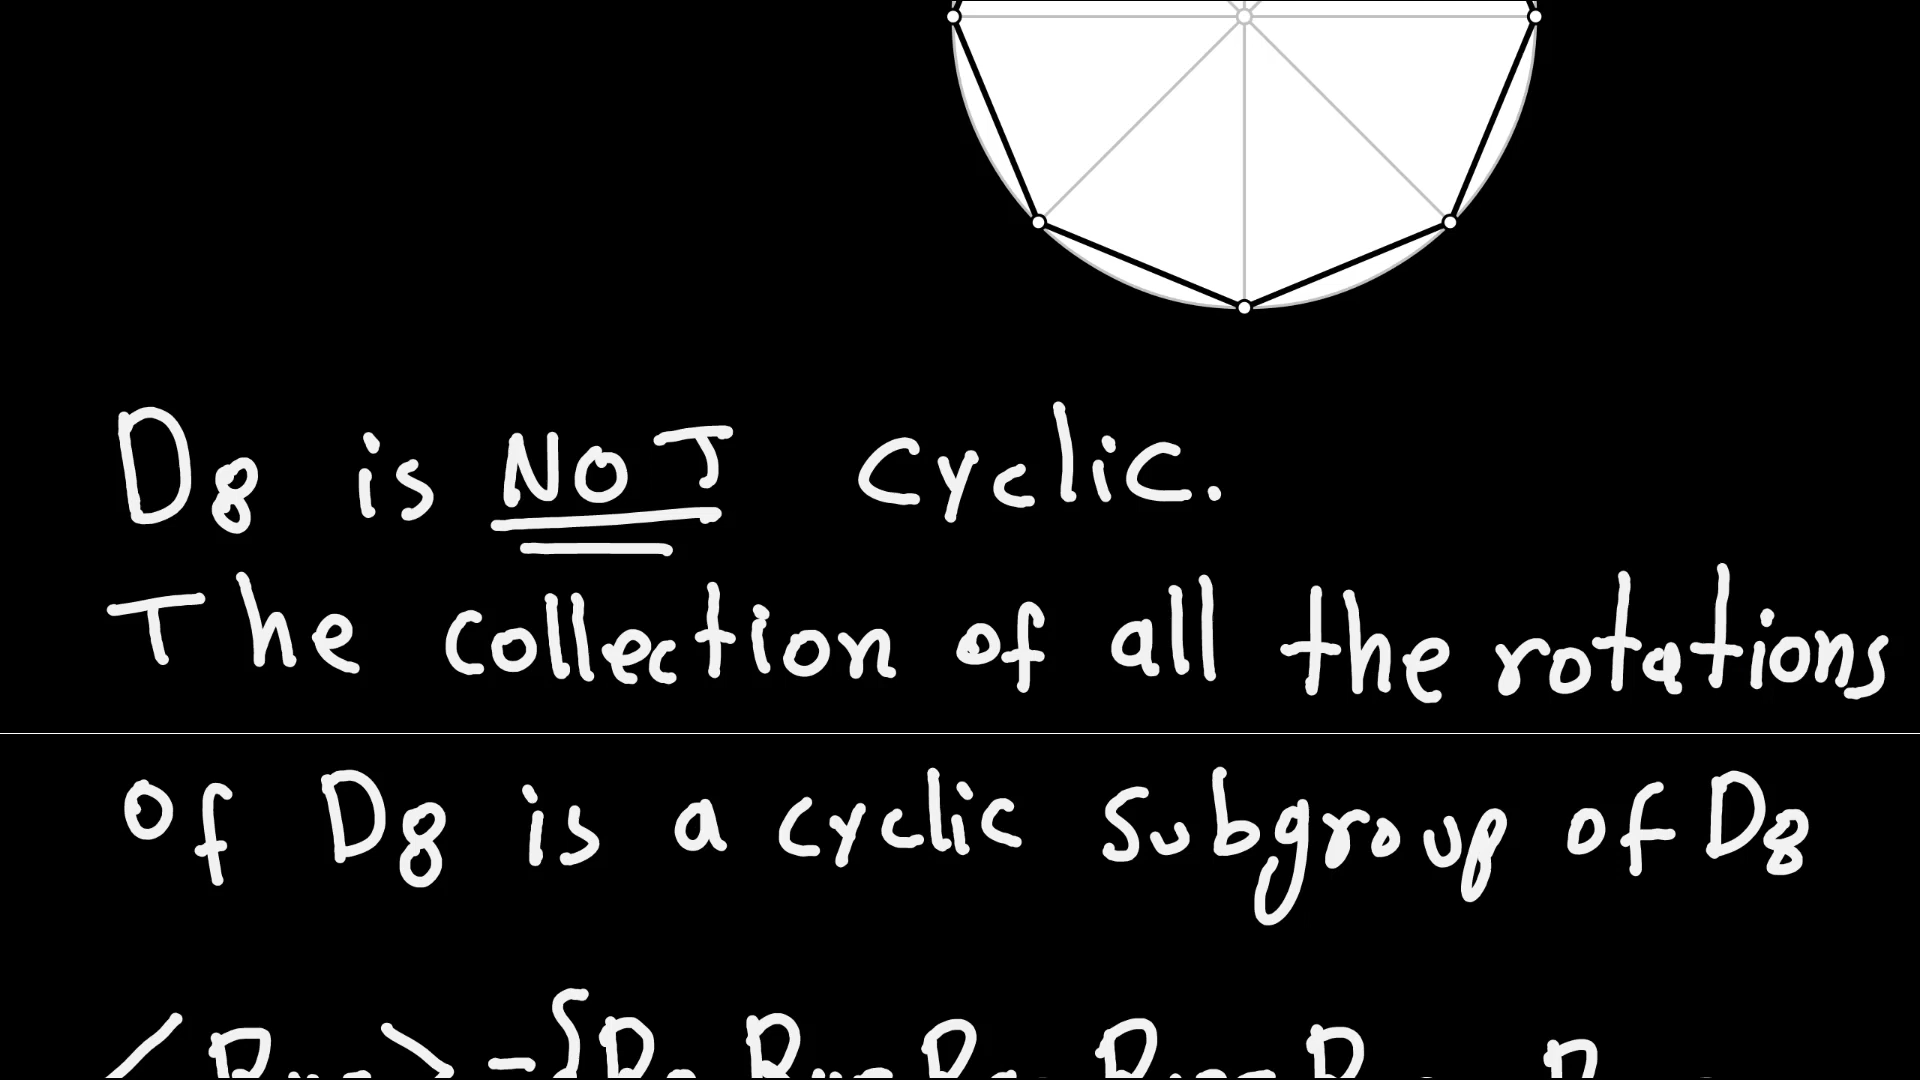 D8 is NOT cyclic.
The collection of all the rotations
of D8 is a cyclic subgroup of D8